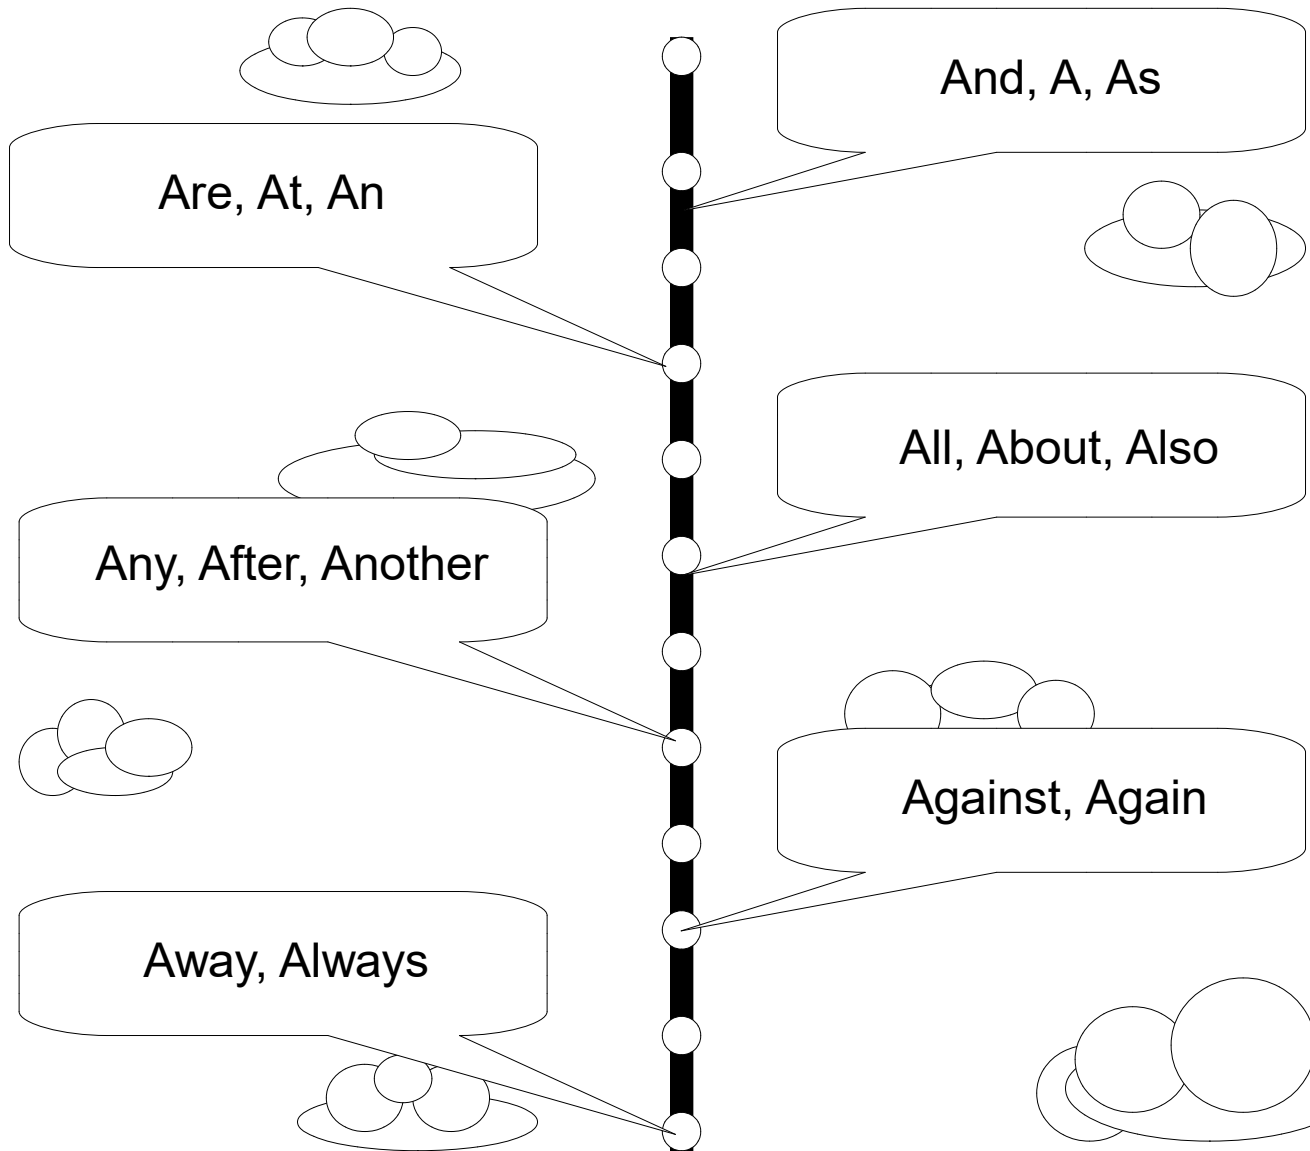 And, A, As
Are, At, An
All, About, Also
Any, After, Another
Against, Again
Away, Always